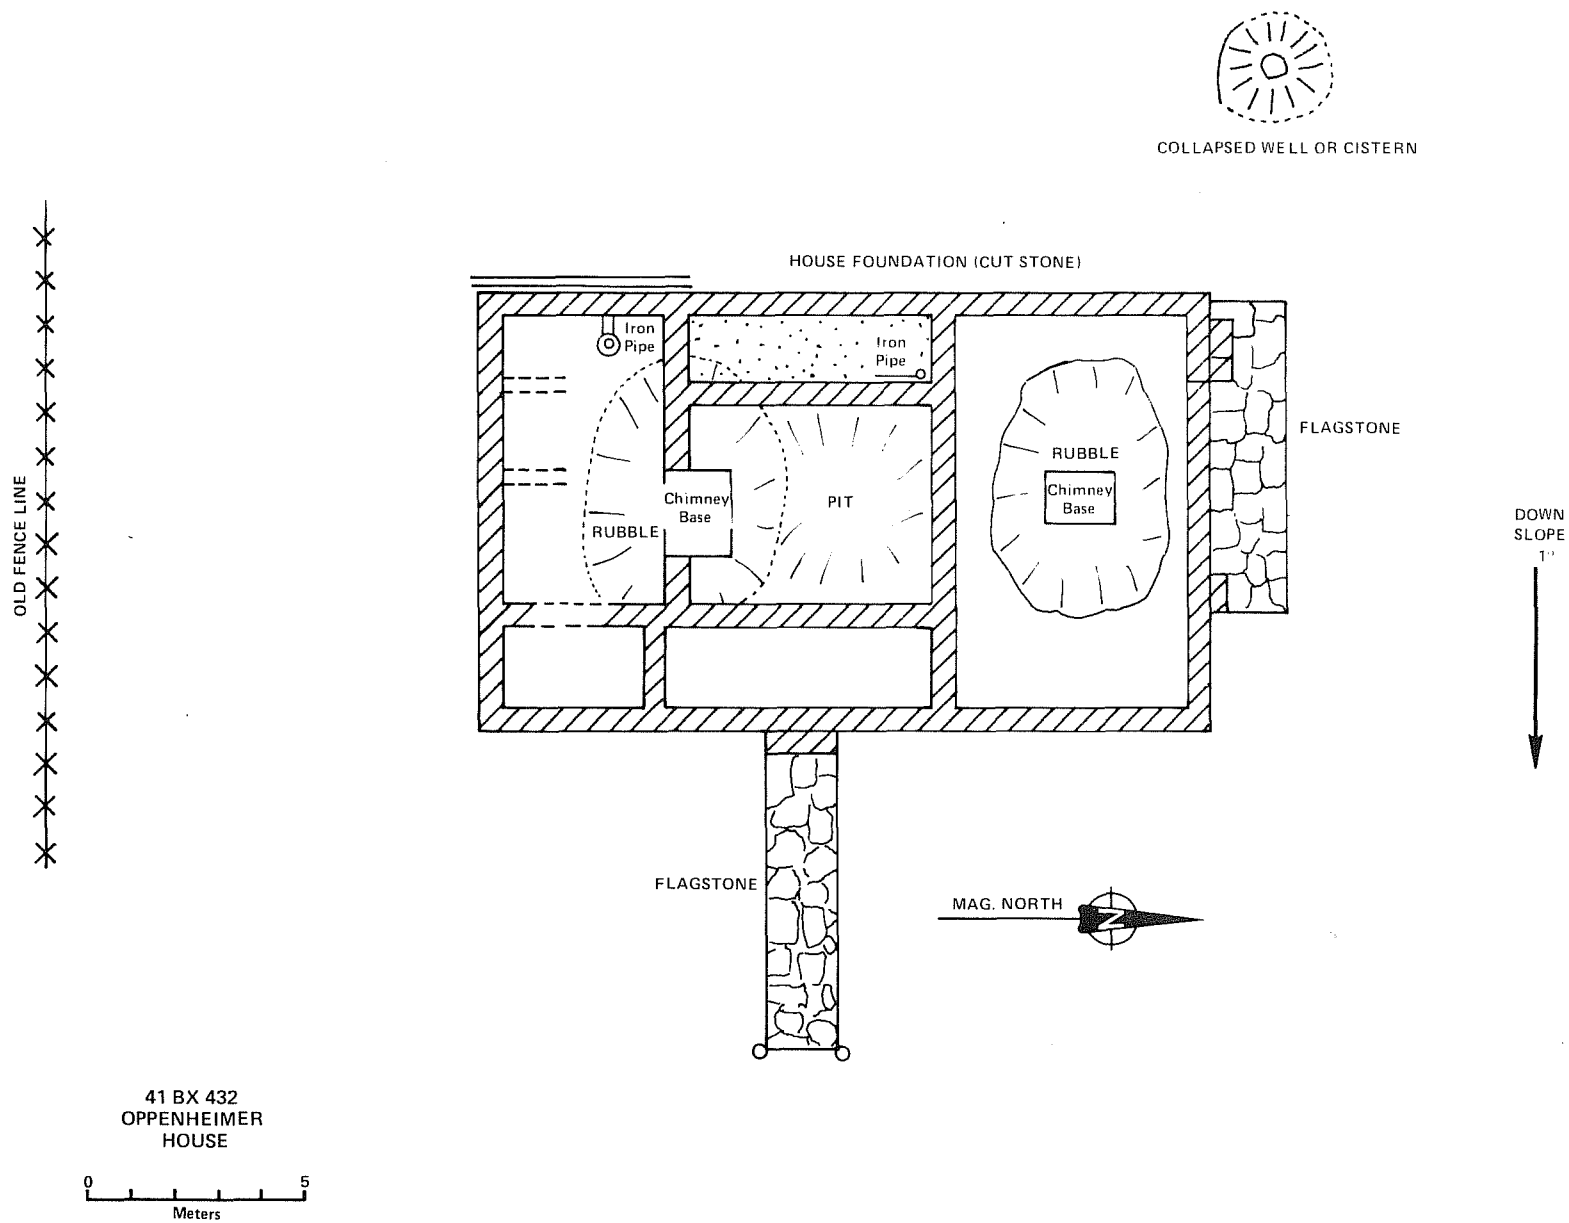 COLLAPSED WELL OR CISTERN
HOUSE FOUNDATION (CUT STONE)
Iron
Pipe
Iron
Pipe
FLAGSTONE
RUBBLE
Chimney
Base
Chimney
Base
PIT
RUBBLE
OLD FENCE LINE
DOWN
SLOPE
1°
FLAGSTONE
MAG. NORTH
N
41 BX 432
OPPENHEIMER
HOUSE
0 5
Meters